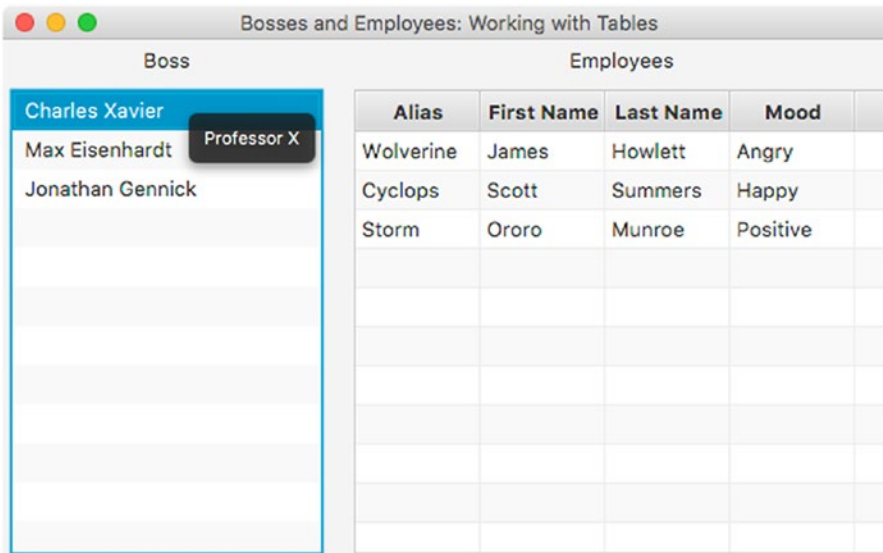 Bosses and Employees: Working with Tables
Boss
Employees
Charles Xavier
Professor X
Max Eisenhardt
Jonathan Gennick
Alias First Name Last Name Mood
Wolverine James Howlett Angry
Cyclops Scott Summers Happy
Storm Ororo Munroe Positive